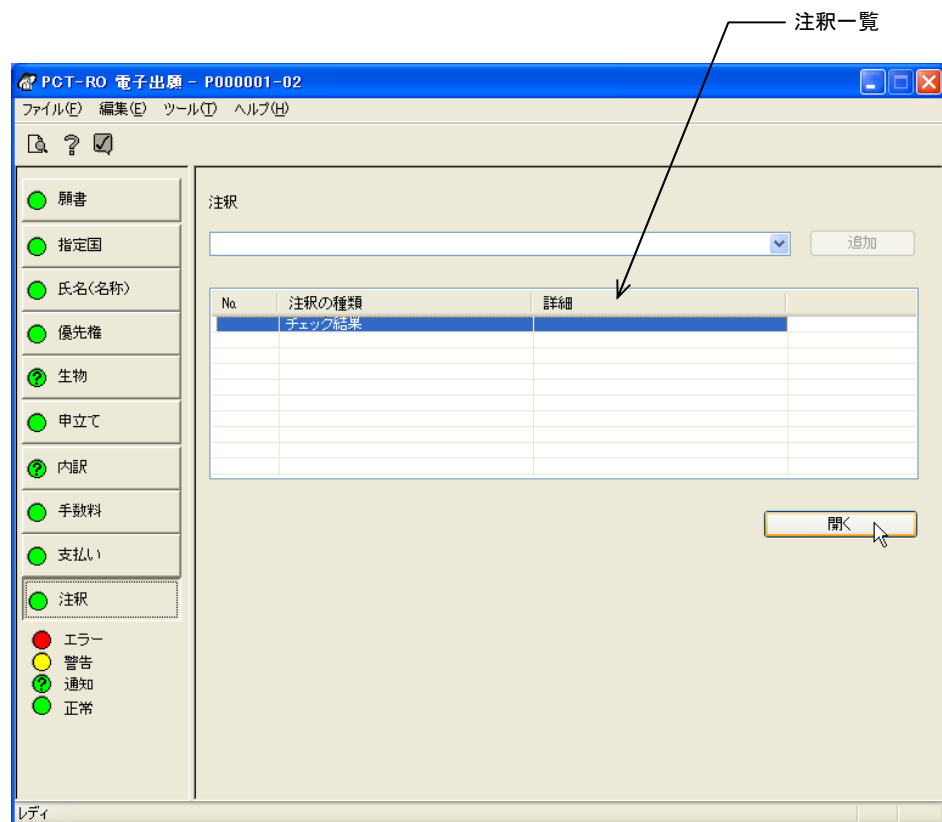 注釈一覧
PCT-RO 電子出願 - P000001-02
ファイル(F) 編集(E) ツール(T) ヘルプ(H)
願書
指定国
氏名(名称)
優先権
生物
申立て
内訳
手数料
支払い
注釈
エラー
警告
通知
正常
注釈
追加
No. 注釈の種類 詳細
チェック結果
開く
レディ